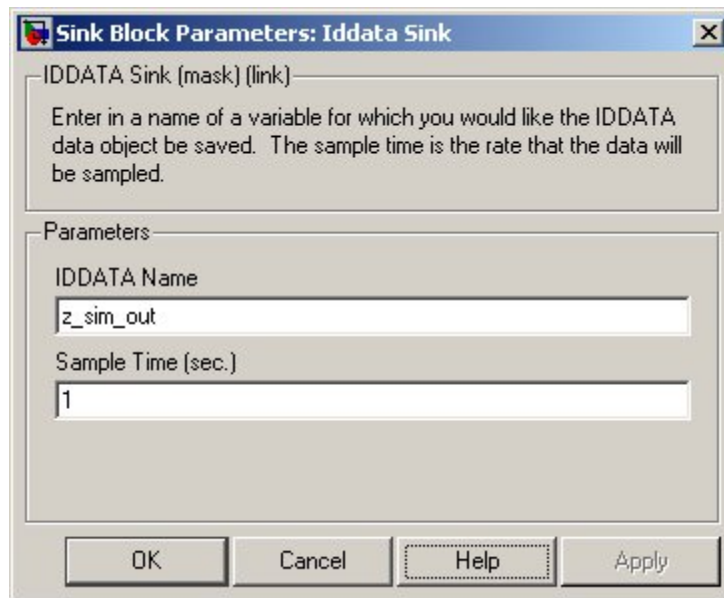 Sink Block Parameters: Iddata Sink
IDDATA Sink (mask) (link)
Enter in a name of a variable for which you would like the IDDATA
data object be saved.  The sample time is the rate that the data will
be sampled.
Parameters
IDDATA Name
z_sim_out
Sample Time (sec.)
1
OK Cancel Help Apply